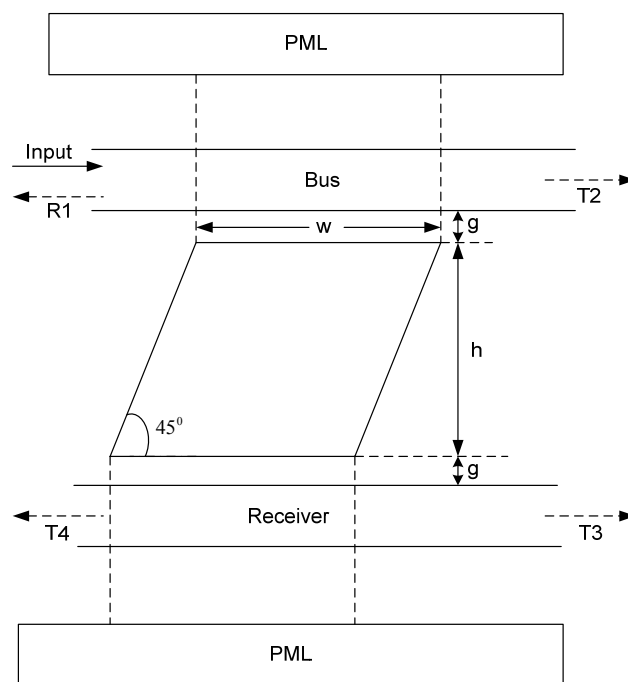 PML
Input
Bus
R1
T2
g
w
h
45⁰
g
Receiver
T4
T3
PML